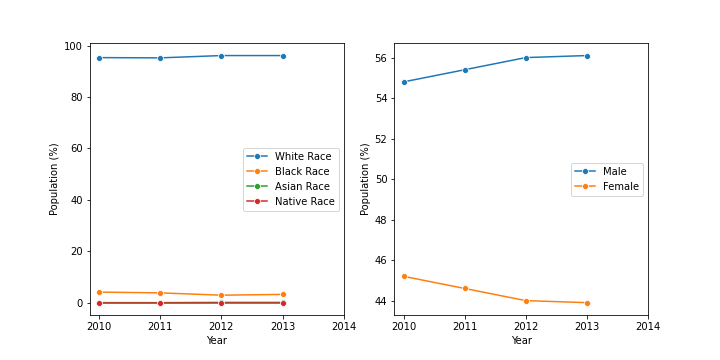 100
80
60
40
20
0
Population (%)
2010 2011 2012 2013 2014
Year
White Race
Black Race
Asian Race
Native Race
56
54
52
50
48
46
44
Population (%)
2010 2011 2012 2013 2014
Year
Male
Female